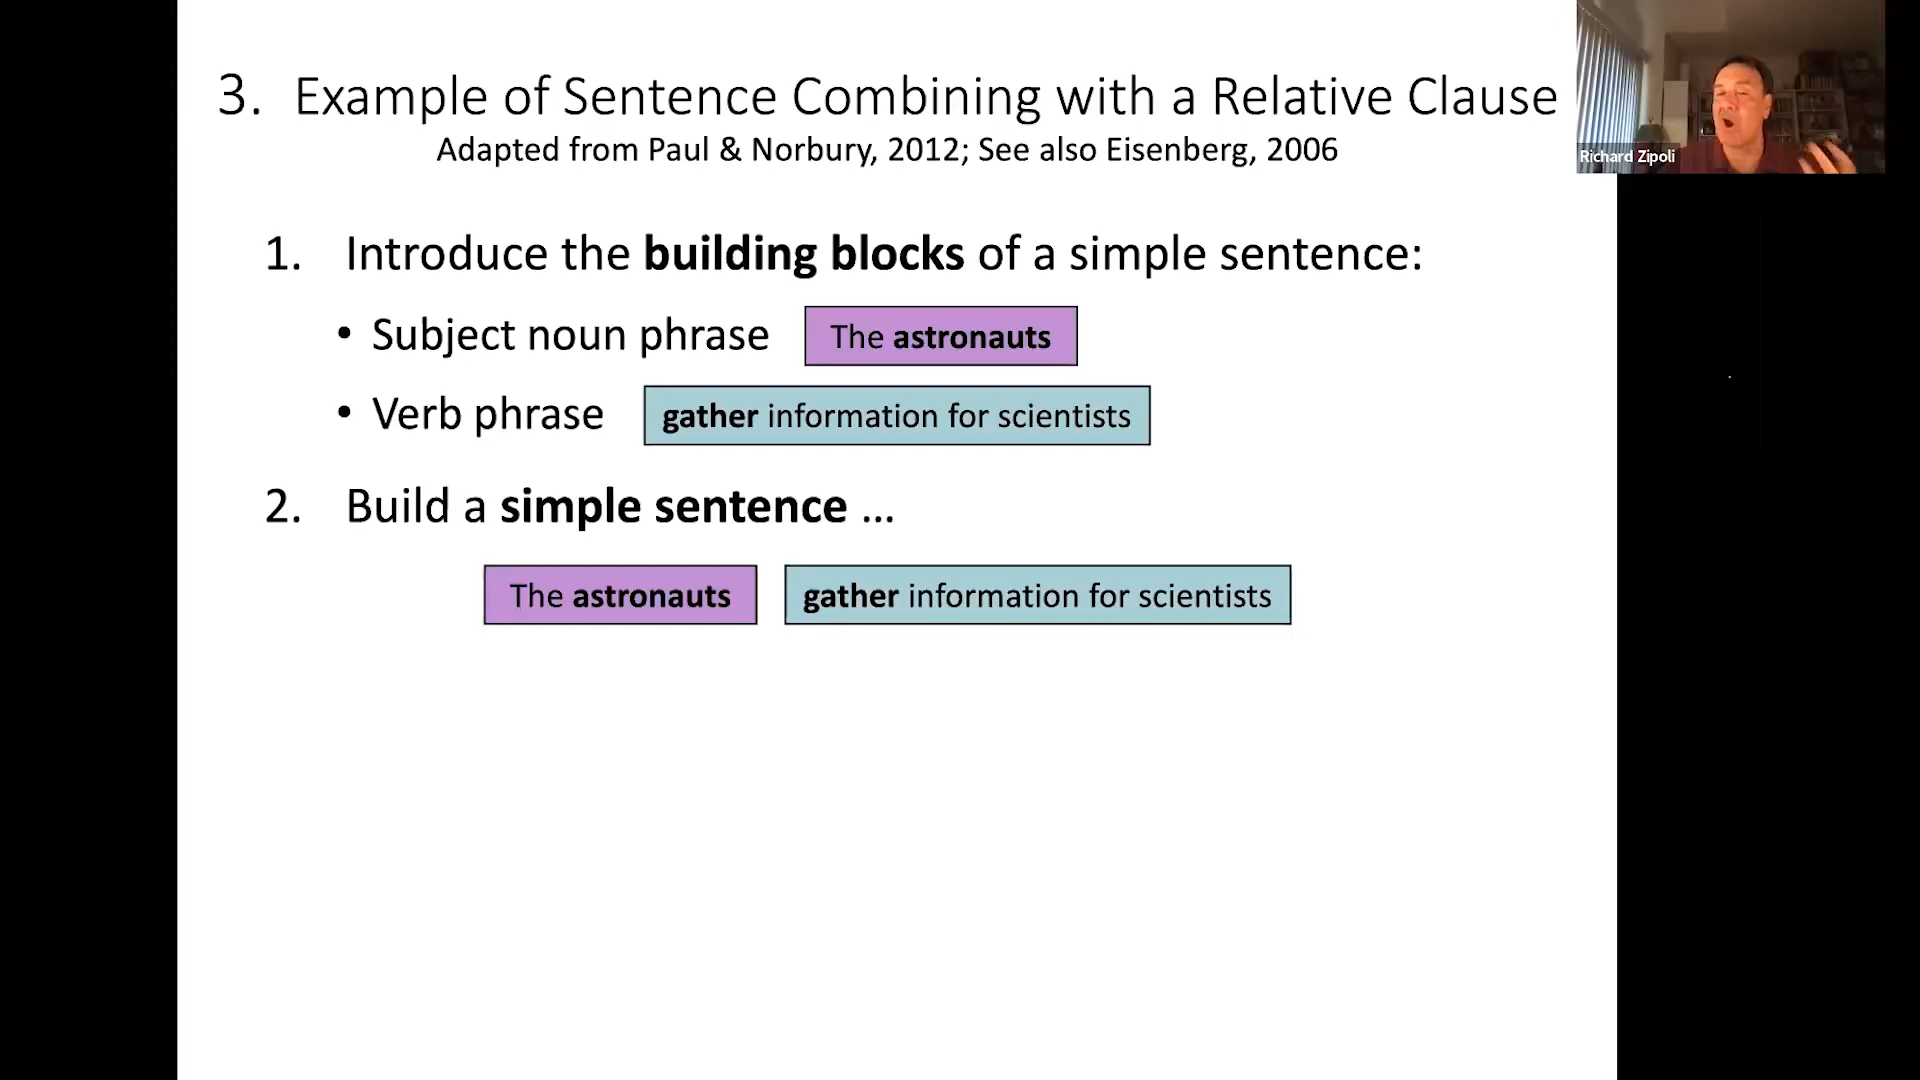 3. Example of Sentence Combining with a Relative Clause
Adapted from Paul & Norbury, 2012; See also Eisenberg, 2006
Richard Zipoli
1. Introduce the building blocks of a simple sentence:
• Subject noun phrase The astronauts
• Verb phrase gather information for scientists
2. Build a simple sentence ...
The astronauts gather information for scientists